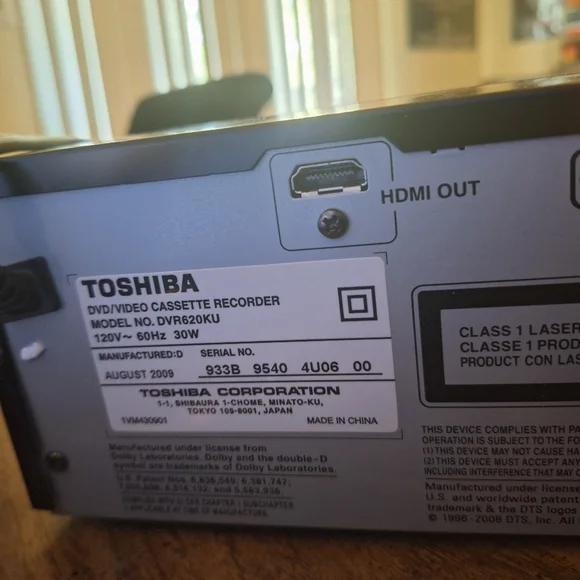 HDMI OUT
TOSHIBA
DVD/VIDEO CASSETTE RECORDER
MODEL NO. DVR620KU
120V~ 60Hz 30W
MANUFACTURED:D SERIAL NO.
AUGUST 2009 933B 9540 4U06 00
TOSHIBA CORPORATION
1-1, SHIBAURA 1-CHOME, MINATO-KU,
TOKYO 105-8001, JAPAN
1VM430901 MADE IN CHINA
Manufactured under license from
Dolby Laboratories. Dolby and the double-D
symbol are trademarks of Dolby Laboratories.
U.S. Patent Nos.
CLASS 1 LASER
CLASSE 1 PROD
PRODUCT CON LAS
THIS DEVICE COMPLIES WITH PA
OPERATION IS SUBJECT TO THE FO
(1) THIS DEVICE MAY NOT CAUSE HA
(2) THIS DEVICE MUST ACCEPT ANY
INCLUDING INTERFERENCE THAT MAY C
Manufactured under license
U.S. and worldwide patent
trademark & the DTS logos
© 1996-2008 DTS, Inc. All